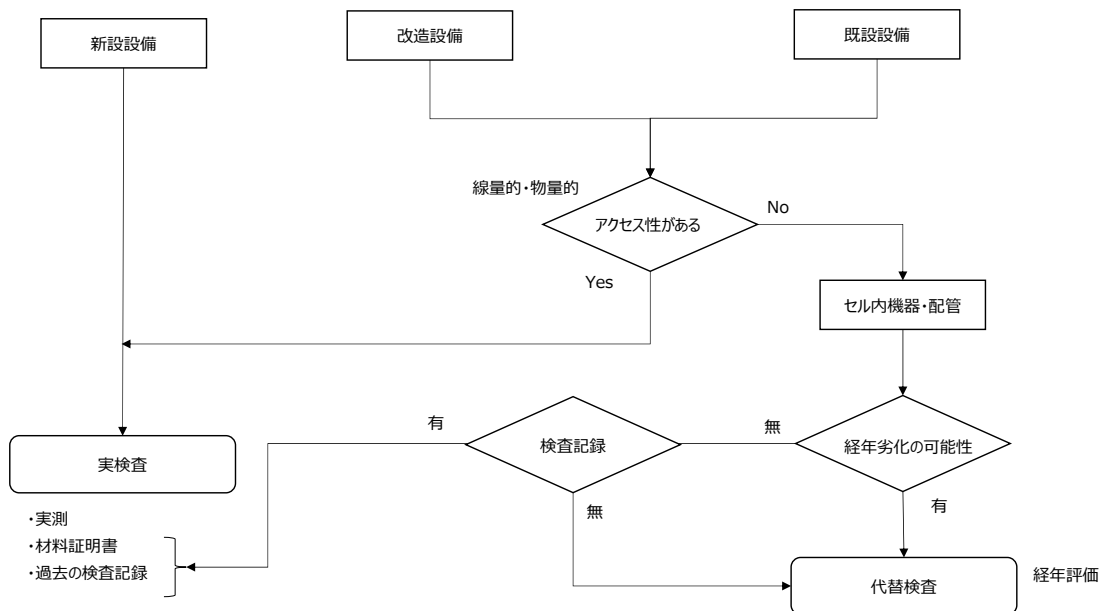 新設設備
改造設備
既設設備
線量的・物量的
アクセス性がある
No
Yes
セル内機器・配管
有
検査記録
無
経年劣化の可能性
実検査
無
有
・実測
・材料証明書
・過去の検査記録
代替検査
経年評価